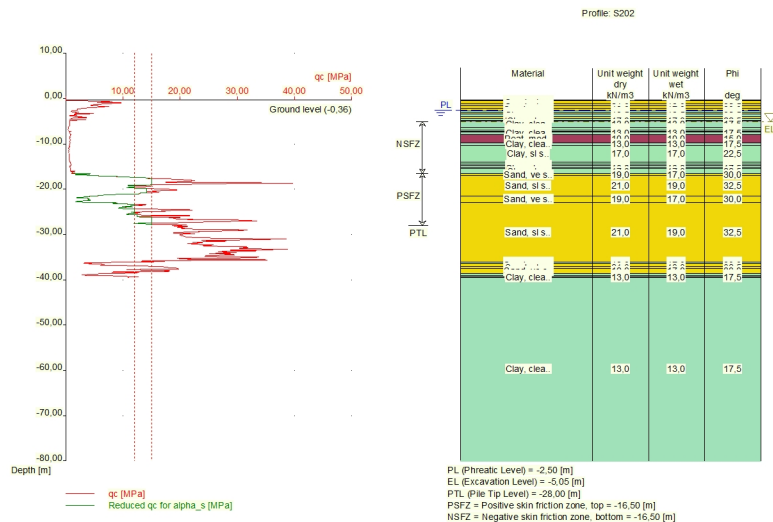 Profile: S202
10,00
qc [MPa]
0,00
10,00
20,00
30,00
40,00
50,00
Ground level (-0,36)
-10,00
-20,00
-30,00
-40,00
-50,00
-60,00
-70,00
-80,00
Depth [m]
qc [MPa]
Reduced qc for alpha_s [MPa]
Material
Unit weight dry kN/m3
Unit weight wet kN/m3
Phi deg
PL
EL
NSFZ
PSFZ
PTL
Clay, clea.. 13,0 13,0 17,5
Clay, sl s.. 17,0 17,0 22,5
Sand, ve s.. 19,0 17,0 30,0
Sand, sl s.. 21,0 19,0 32,5
Sand, ve s.. 19,0 17,0 30,0
Sand, sl s.. 21,0 19,0 32,5
Clay, clea.. 13,0 13,0 17,5
Clay, clea.. 13,0 13,0 17,5
PL (Phreatic Level) = -2,50 [m]
EL (Excavation Level) = -5,05 [m]
PTL (Pile Tip Level) = -28,00 [m]
PSFZ = Positive skin friction zone, top = -16,50 [m]
NSFZ = Negative skin friction zone, bottom = -16,50 [m]